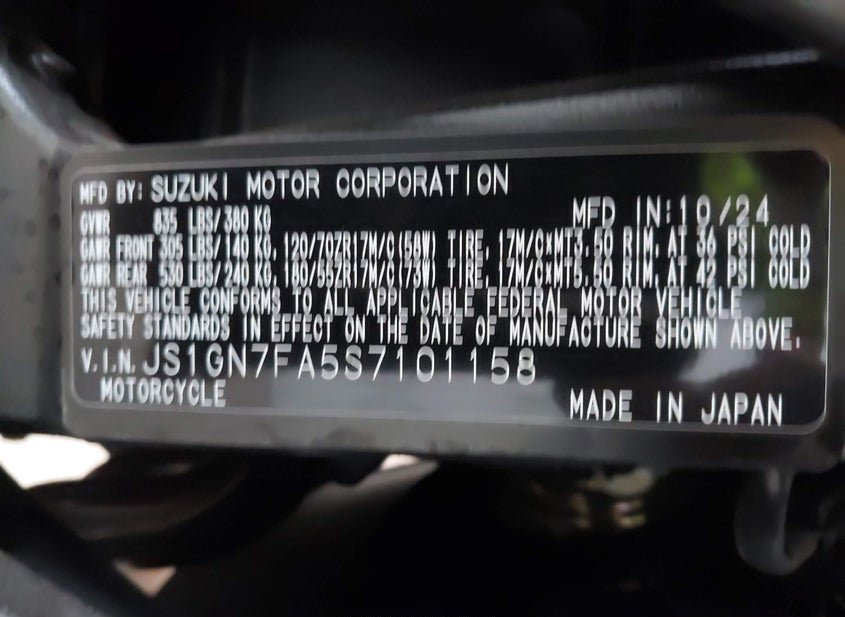 MFD BY: SUZUKI MOTOR CORPORATION
MFD IN: 10/24
GVWR 835 LBS/380 KG
GAWR FRONT 305 LBS/140 KG, 120/70ZR17M/C(58W) TIRE, 17M/C×MT3.50 RIM, AT 36 PSI COLD
GAWR REAR 530 LBS/240 KG, 180/55ZR17M/C(73W) TIRE, 17M/C×MT5.50 RIM, AT 42 PSI COLD
THIS VEHICLE CONFORMS TO ALL APPLICABLE FEDERAL MOTOR VEHICLE
SAFETY STANDARDS IN EFFECT ON THE DATE OF MANUFACTURE SHOWN ABOVE.
V.I.N. JS1GN7FA5S7101158
MOTORCYCLE
MADE IN JAPAN